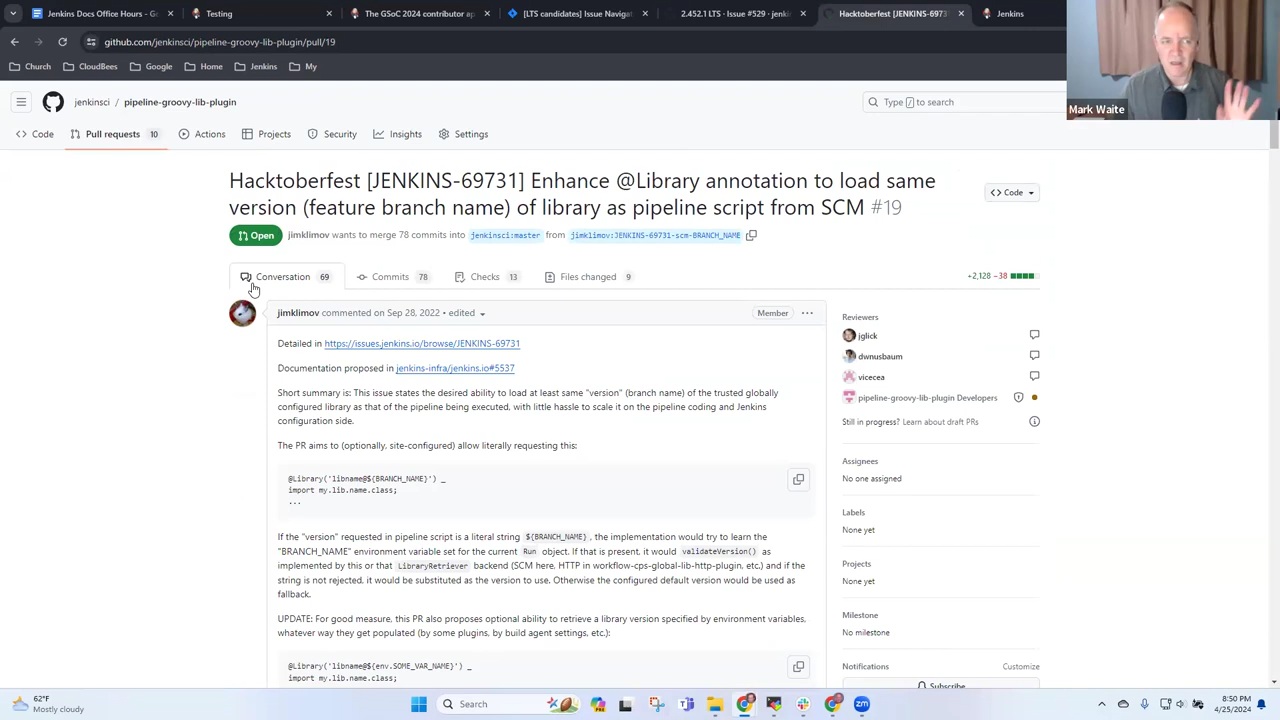 Jenkins Docs Office Hours - G
Testing
The GSoC 2024 contributor ap
[LTS candidates] Issue Navigat
2.452.1 LTS · Issue #529 · jenkin
Hacktoberfest [JENKINS-6973
Jenkins
github.com/jenkinsci/pipeline-groovy-lib-plugin/pull/19
Church
CloudBees
Google
Home
Jenkins
My
Mark Waite
jenkinsci / pipeline-groovy-lib-plugin
Type / to search
Code
Pull requests 10
Actions
Projects
Security
Insights
Settings
Hacktoberfest [JENKINS-69731] Enhance @Library annotation to load same
version (feature branch name) of library as pipeline script from SCM #19
Code
Open
jimklimov wants to merge 78 commits into jenkinsci:master from jimklimov:JENKINS-69731-scm-BRANCH_NAME
Conversation 69
Commits 78
Checks 13
Files changed 9
+2,128 −38
jimklimov commented on Sep 28, 2022 • edited
Member
Detailed in https://issues.jenkins.io/browse/JENKINS-69731
Documentation proposed in jenkins-infra/jenkins.io#5537
Short summary is: This issue states the desired ability to load at least same "version" (branch name) of the trusted globally
configured library as that of the pipeline being executed, with little hassle to scale it on the pipeline coding and Jenkins
configuration side.
The PR aims to (optionally, site-configured) allow literally requesting this:
@Library('libname@${BRANCH_NAME}') _
import my.lib.name.class;
...
If the "version" requested in pipeline script is a literal string ${BRANCH_NAME}, the implementation would try to learn the
"BRANCH_NAME" environment variable set for the current Run object. If that is present, it would validateVersion() as
implemented by this or that LibraryRetriever backend (SCM here, HTTP in workflow-cps-global-lib-http-plugin, etc.) and if the
string is not rejected, it would be substituted as the version to use. Otherwise the configured default version would be used as
fallback.
UPDATE: For good measure, this PR also proposes optional ability to retrieve a library version specified by environment variables,
whatever way they get populated (by some plugins, by build agent settings, etc.):
@Library('libname@${env.SOME_VAR_NAME}') _
import my.lib.name.class;
Reviewers
jglick
dwnusbaum
vicecea
pipeline-groovy-lib-plugin Developers
Still in progress? Learn about draft PRs
Assignees
No one assigned
Labels
None yet
Projects
None yet
Milestone
No milestone
Notifications
Customize
Subscribe
62°F
Mostly cloudy
Search
8:50 PM
4/25/2024